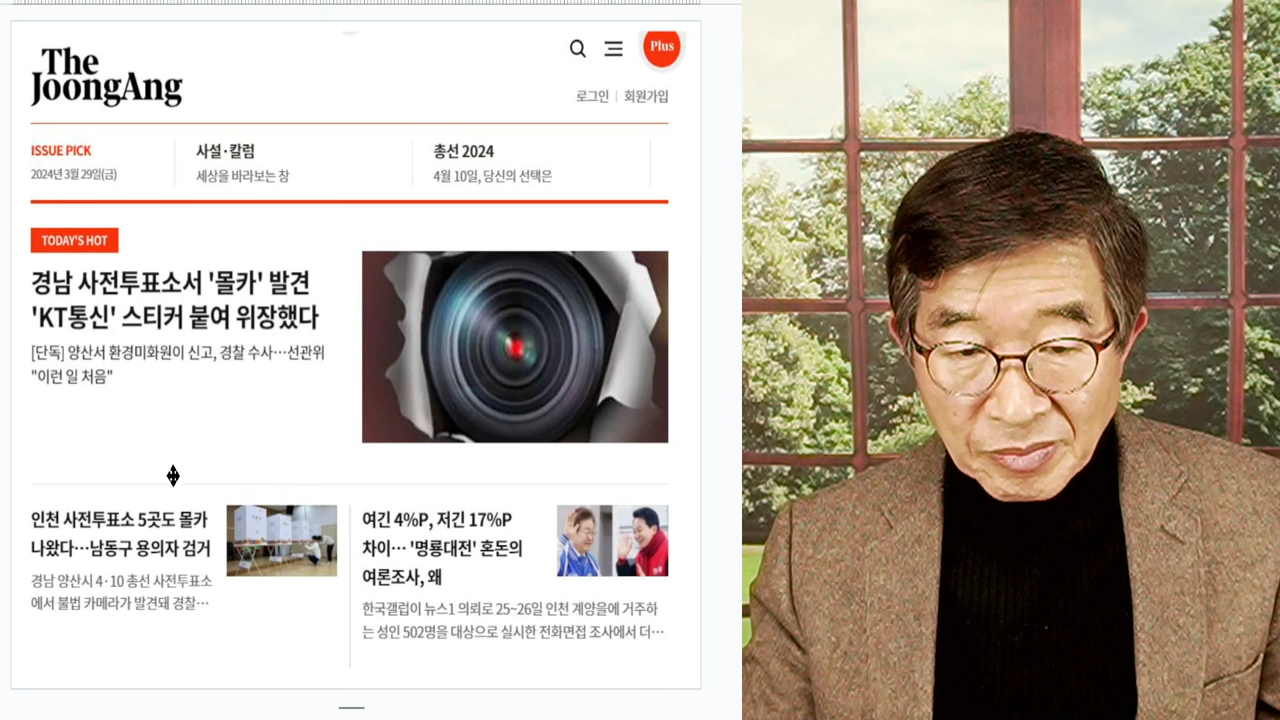 The
JoongAng
Plus
로그인 | 회원가입
ISSUE PICK
2024년 3월 29일(금)
사설·칼럼
세상을 바라보는 창
총선 2024
4월 10일, 당신의 선택은
TODAY'S HOT
경남 사전투표소서 '몰카' 발견
'KT통신' 스티커 붙여 위장했다
[단독] 양산서 환경미화원이 신고, 경찰 수사…선관위
"이런 일 처음"
인천 사전투표소 5곳도 몰카
나왔다…남동구 용의자 검거
경남 양산시 4·10 총선 사전투표소
에서 불법 카메라가 발견돼 경찰…
여긴 4%P, 저긴 17%P
차이… '명룡대전' 혼돈의
여론조사, 왜
한국갤럽이 뉴스1 의뢰로 25~26일 인천 계양을에 거주하
는 성인 502명을 대상으로 실시한 전화면접 조사에서 더…